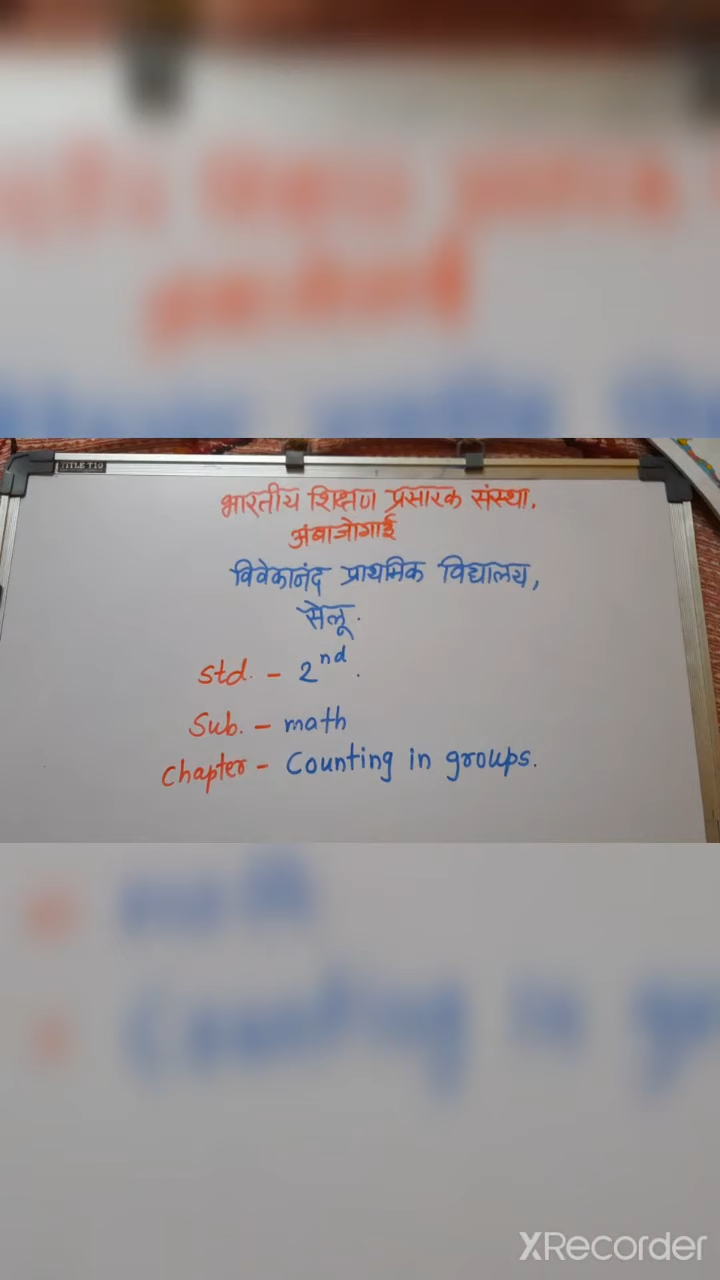 TITLE T10
भारतीय शिक्षण प्रसारक संस्था.
अंबाजोगाई
विवेकानंद प्राथमिक विद्यालय,
सेलू.
Std. - 2nd.
Sub. - math
Chapter - Counting in groups.
XRecorder